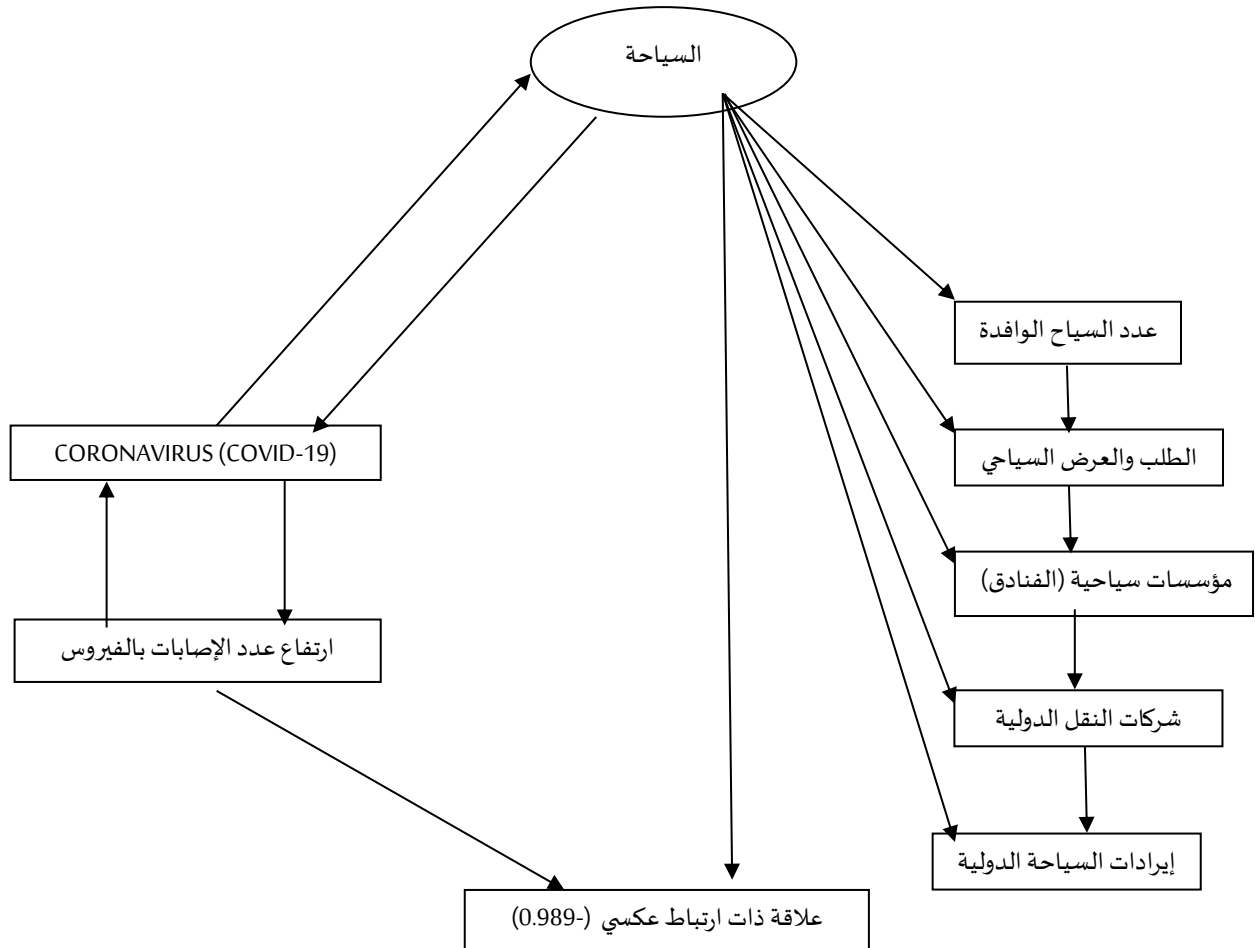 السياحة
عدد السياح الوافدة
CORONAVIRUS (COVID-19)
الطلب والعرض السياحي
مؤسسات سياحية (الفنادق)
ارتفاع عدد الإصابات بالفيروس
شركات النقل الدولية
إيرادات السياحة الدولية
علاقة ذات ارتباط عكسي (-0.989)